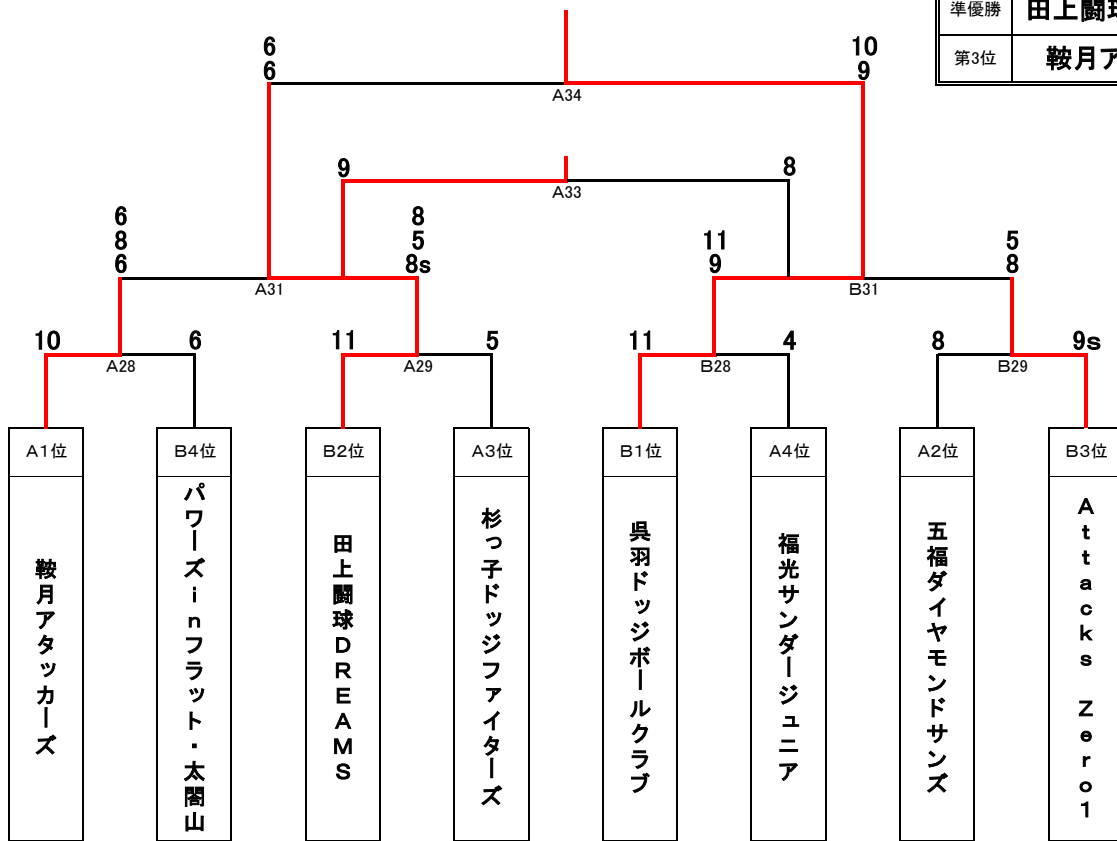 準優勝 田上闘球
第3位 鞍月ア
6 10
6 9
A34
9 8
A33
6 8 11 5
8 5 9 8
6 8s
A31 B31
10 6 11 5 11 4 8 9s
A28 A29 B28 B29
A1位 B4位 B2位 A3位 B1位 A4位 A2位 B3位
鞍月アタッカーズ
パワーズinフラット・太閤山
田上闘球DREAMS
杉っ子ドッジファイターズ
呉羽ドッジボールクラブ
福光サンダージュニア
五福ダイヤモンドサンズ
Attacks Zero1